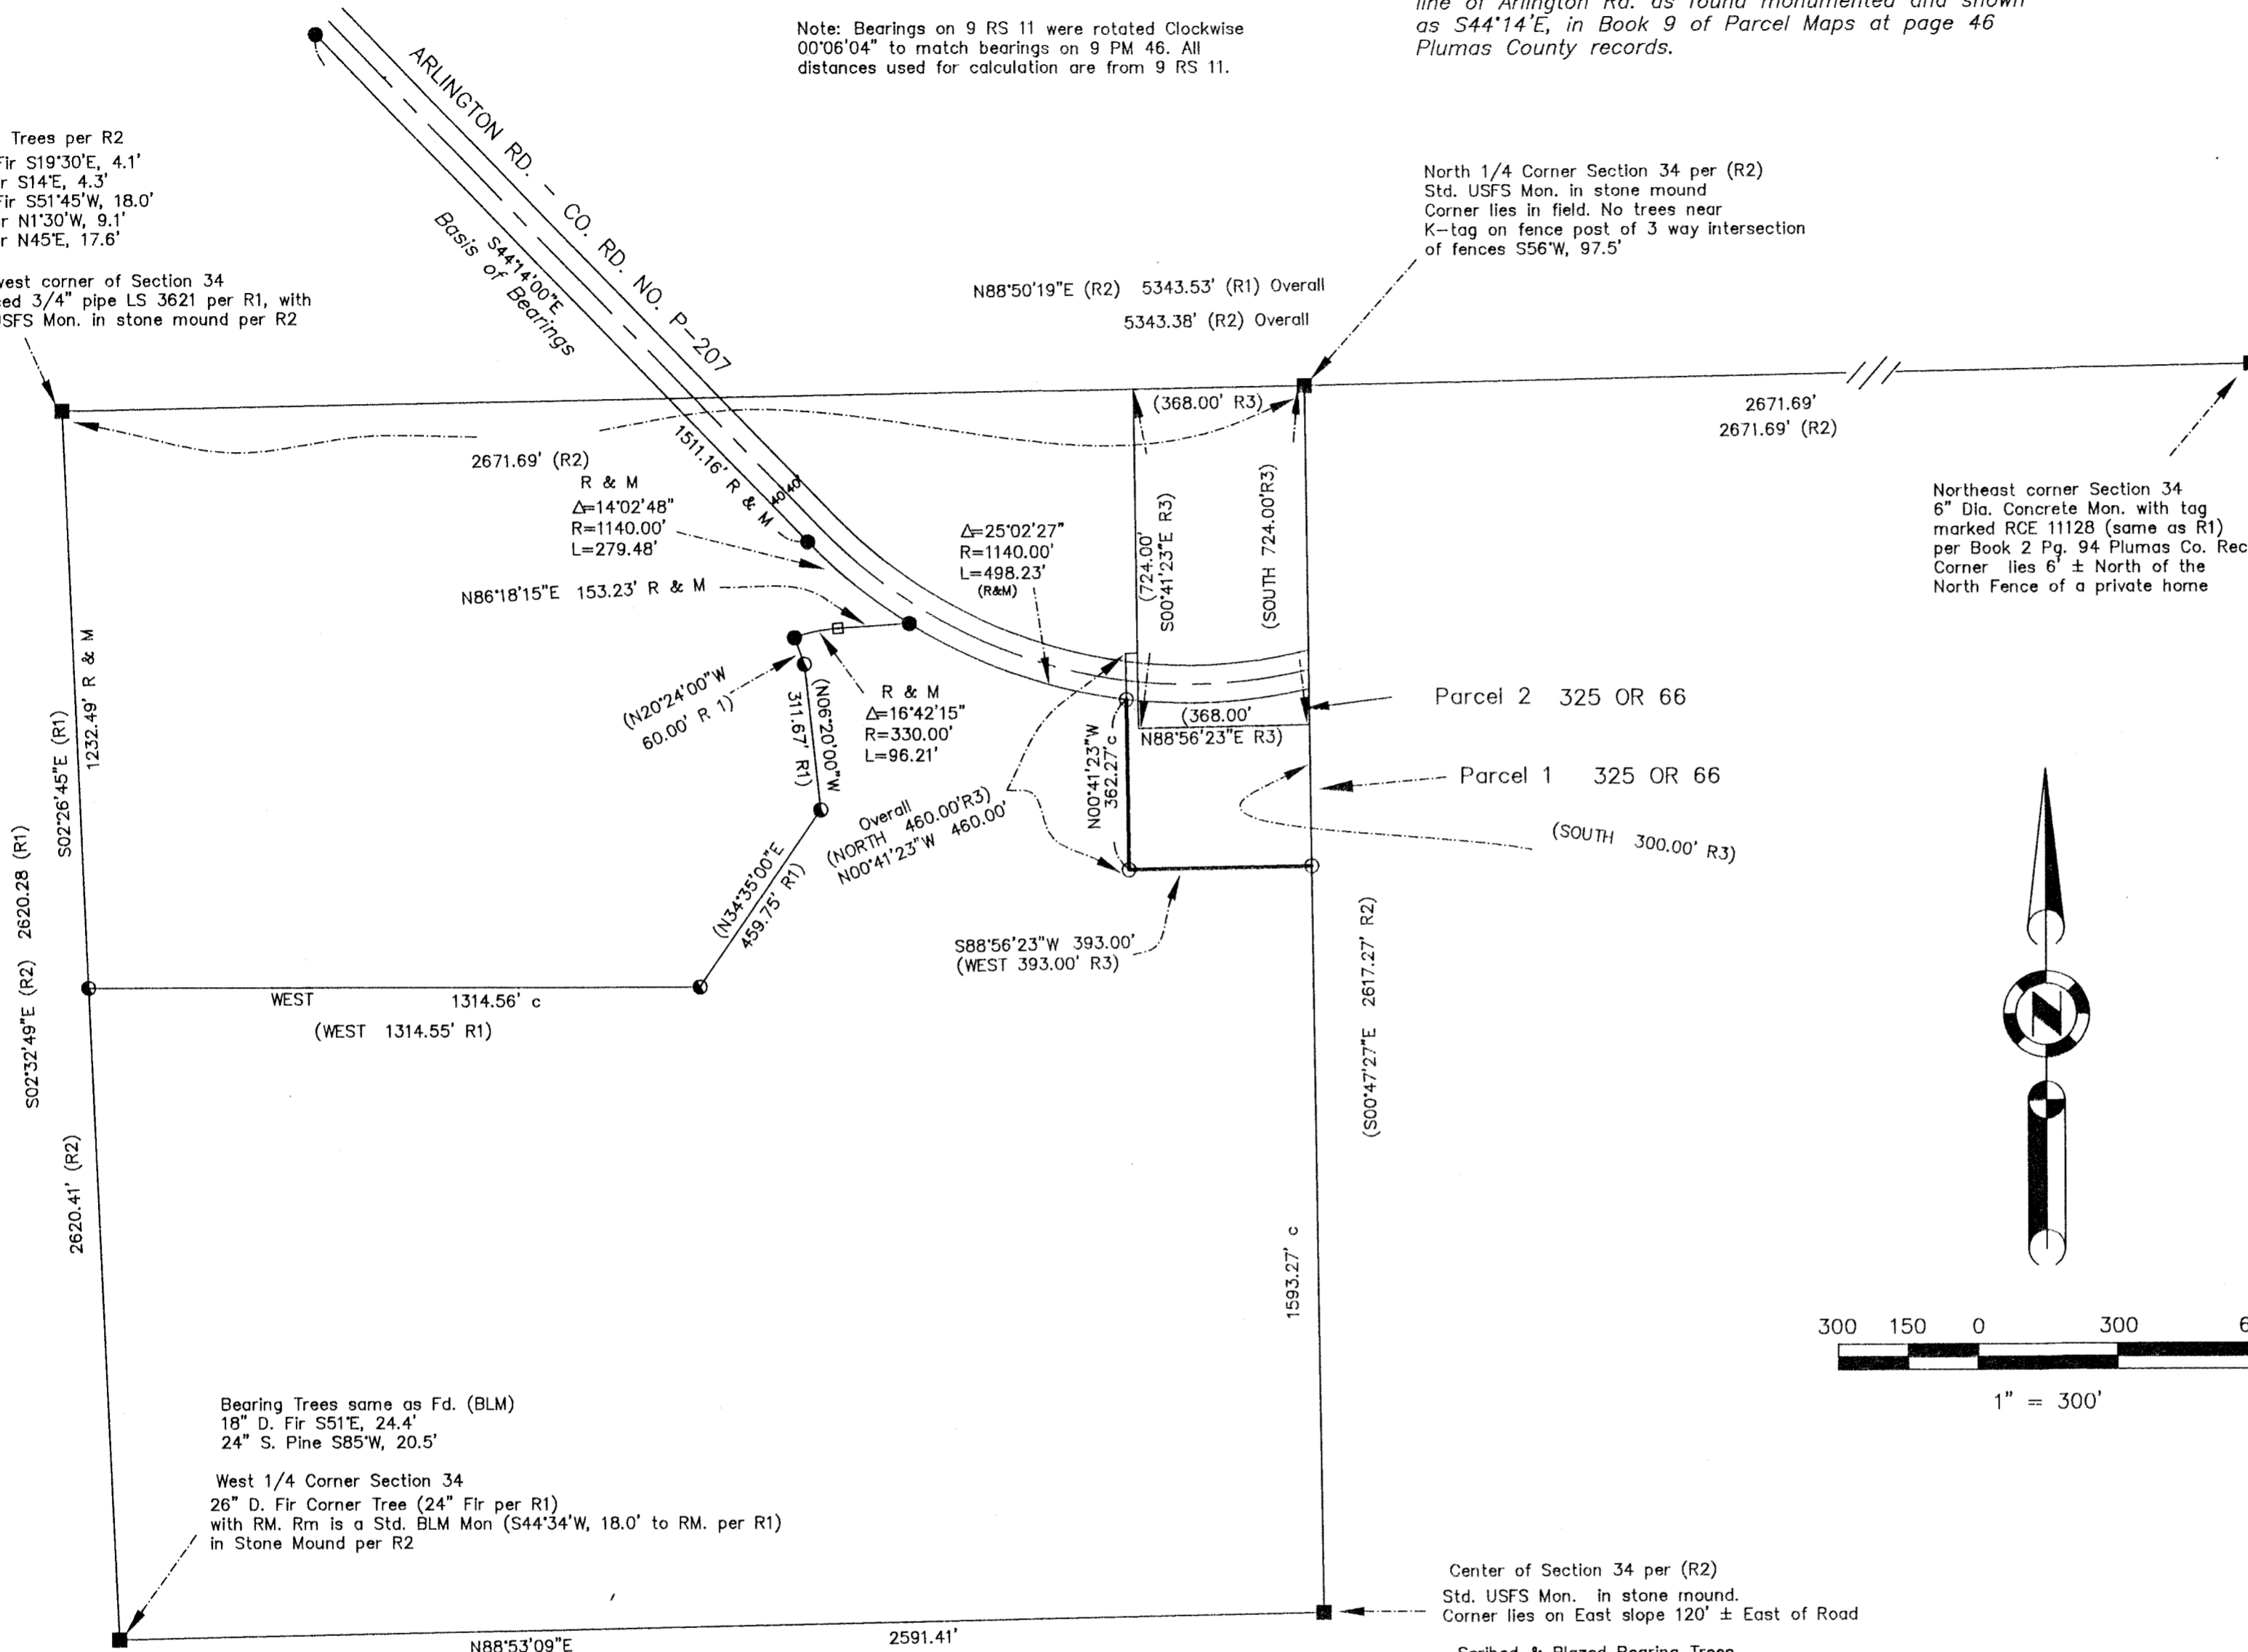 Note: Bearings on 9 RS 11 were rotated Clockwise
00°06'04" to match bearings on 9 PM 46. All
distances used for calculation are from 9 RS 11.
line of Arlington Rd. as found monumented and shown
as S44°14'E, in Book 9 of Parcel Maps at page 46
Plumas County records.
Trees per R2
Fir S19°30'E, 4.1'
r S14°E, 4.3'
Fir S51°45'W, 18.0'
r N1°30'W, 9.1'
r N45°E, 17.6'
west corner of Section 34
ced 3/4" pipe LS 3621 per R1, with
USFS Mon. in stone mound per R2
ARLINGTON RD. - CO. RD. NO. P-207
S44°14'00"E
Basis of Bearings
North 1/4 Corner Section 34 per (R2)
Std. USFS Mon. in stone mound
Corner lies in field. No trees near
K-tag on fence post of 3 way intersection
of fences S56°W, 97.5'
N88°50'19"E (R2) 5343.53' (R1) Overall
5343.38' (R2) Overall
(368.00' R3)
2671.69'
2671.69' (R2)
2671.69' (R2)
1511.16' R & M
40' 40'
R & M
Δ=14°02'48"
R=1140.00'
L=279.48'
Δ=25°02'27"
R=1140.00'
L=498.23'
(R&M)
(724.00'
S00°41'23"E R3)
(SOUTH 724.00'R3)
Northeast corner Section 34
6" Dia. Concrete Mon. with tag
marked RCE 11128 (same as R1)
per Book 2 Pg. 94 Plumas Co. Rec
Corner lies 6' ± North of the
North Fence of a private home
N86°18'15"E 153.23' R & M
(N20°24'00"W
60.00' R 1)
(N06°20'00"W
311.67' R1)
R & M
Δ=16°42'15"
R=330.00'
L=96.21'
S02°26'45"E (R1)
1232.49' R & M
Parcel 2 325 OR 66
(368.00'
N88°56'23"E R3)
N00°41'23"W
362.27' c
Parcel 1 325 OR 66
Overall
(NORTH 460.00'R3)
N00°41'23"W 460.00'
(SOUTH 300.00' R3)
(N34°35'00"E
459.75' R1)
S88°56'23"W 393.00'
(WEST 393.00' R3)
WEST 1314.56' c
(WEST 1314.55' R1)
S02°32'49"E (R2) 2620.28 (R1)
2620.41' (R2)
(S00°47'27"E 2617.27' R2)
1593.27' c
N
300 150 0 300 6
1" = 300'
Bearing Trees same as Fd. (BLM)
18" D. Fir S51°E, 24.4'
24" S. Pine S85°W, 20.5'
West 1/4 Corner Section 34
26" D. Fir Corner Tree (24" Fir per R1)
with RM. Rm is a Std. BLM Mon (S44°34'W, 18.0' to RM. per R1)
in Stone Mound per R2
Center of Section 34 per (R2)
Std. USFS Mon. in stone mound.
Corner lies on East slope 120' ± East of Road
Scribed & Blazed Bearing Trees
N88°53'09"E 2591.41'